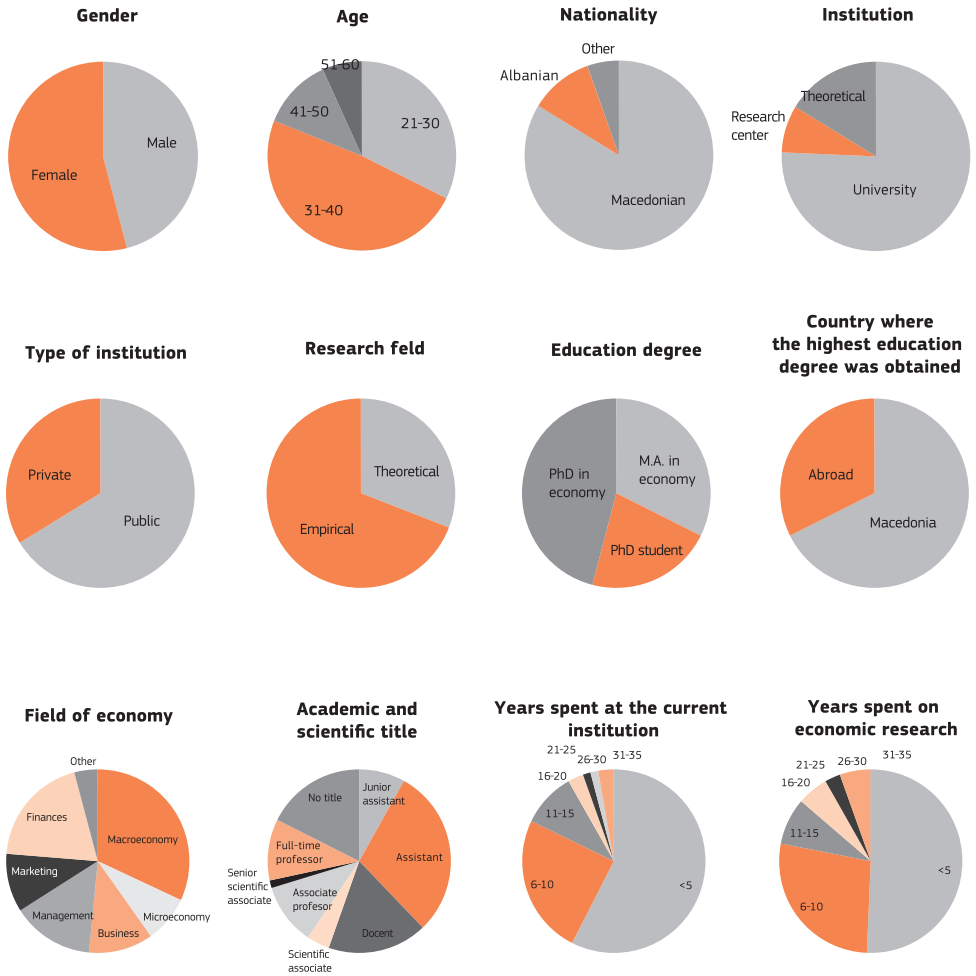 Gender
Male
Female
Age
51-60
41-50
21-30
31-40
Nationality
Other
Albanian
Macedonian
Institution
Theoretical
Research
center
University
Type of institution
Private
Public
Research feld
Theoretical
Empirical
Education degree
PhD in
economy
M.A. in
economy
PhD student
Country where
the highest education
degree was obtained
Abroad
Macedonia
Field of economy
Other
Finances
Macroeconomy
Marketing
Management
Microeconomy
Business
Academic and
scientific title
No title
Junior
assistant
Full-time
professor
Assistant
Senior
scientific
associate
Associate
profesor
Docent
Scientific
associate
Years spent at the current
institution
21-25
26-30
31-35
16-20
11-15
6-10
<5
Years spent on
economic research
31-35
26-30
21-25
16-20
11-15
6-10
<5